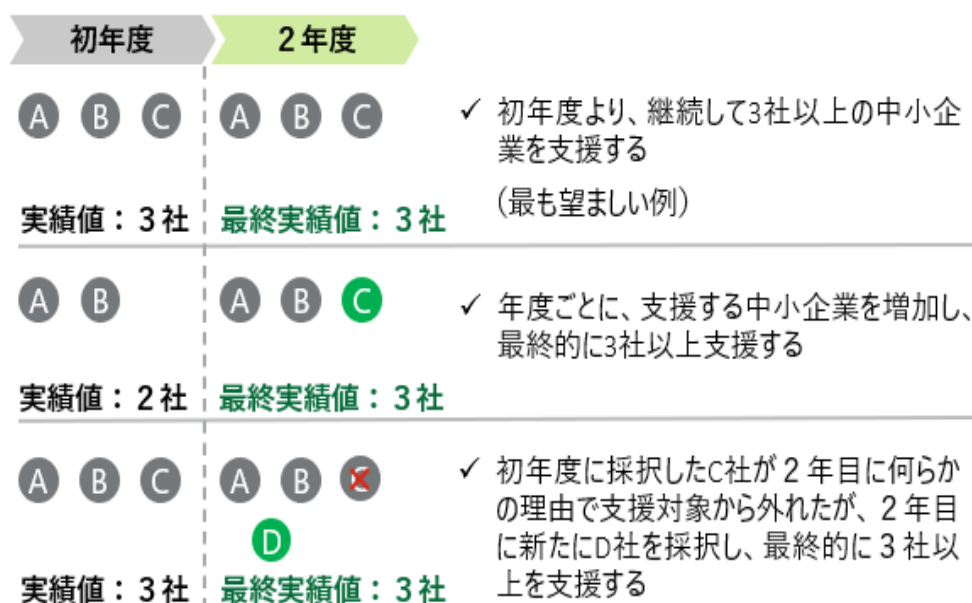 初年度
２年度
A B C A B C
✓ 初年度より、継続して3社以上の中小企
業を支援する
（最も望ましい例）
実績値：３社 最終実績値：３社
A B A B C
✓ 年度ごとに、支援する中小企業を増加し、
最終的に3社以上支援する
実績値：２社 最終実績値：３社
A B C A B C
D
✓ 初年度に採択したC社が２年目に何らか
の理由で支援対象から外れたが、２年目
に新たにD社を採択し、最終的に３社以
上を支援する
実績値：３社 最終実績値：３社